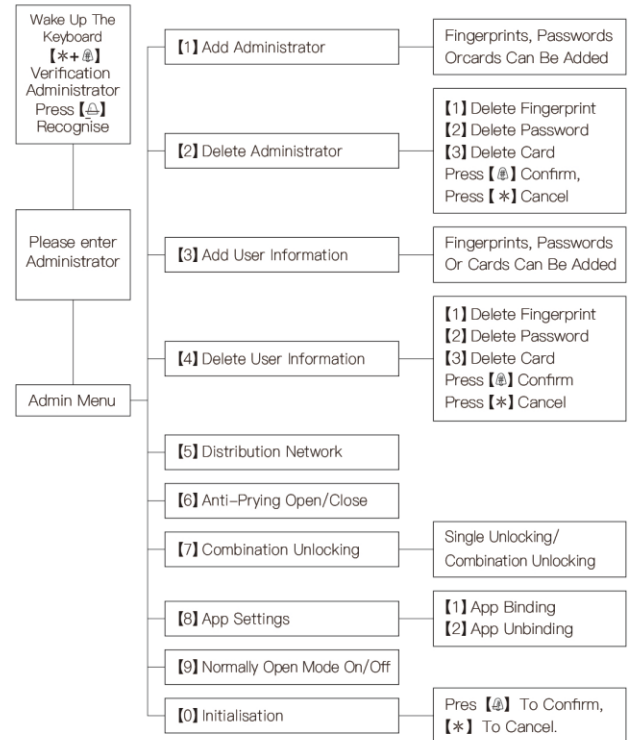 Wake Up The
Keyboard
【*+🔔】
Verification
Administrator
Press【🔔】
Recognise
Please enter
Administrator
Admin Menu
【1】Add Administrator
Fingerprints, Passwords
Orcards Can Be Added
【2】Delete Administrator
【1】Delete Fingerprint
【2】Delete Password
【3】Delete Card
Press【🔔】Confirm,
Press【*】Cancel
【3】Add User Information
Fingerprints, Passwords
Or Cards Can Be Added
【4】Delete User Information
【1】Delete Fingerprint
【2】Delete Password
【3】Delete Card
Press【🔔】Confirm
Press【*】Cancel
【5】Distribution Network
【6】Anti-Prying Open/Close
【7】Combination Unlocking
Single Unlocking/
Combination Unlocking
【8】App Settings
【1】App Binding
【2】App Unbinding
【9】Normally Open Mode On/Off
【0】Initialisation
Pres【🔔】To Confirm,
【*】To Cancel.